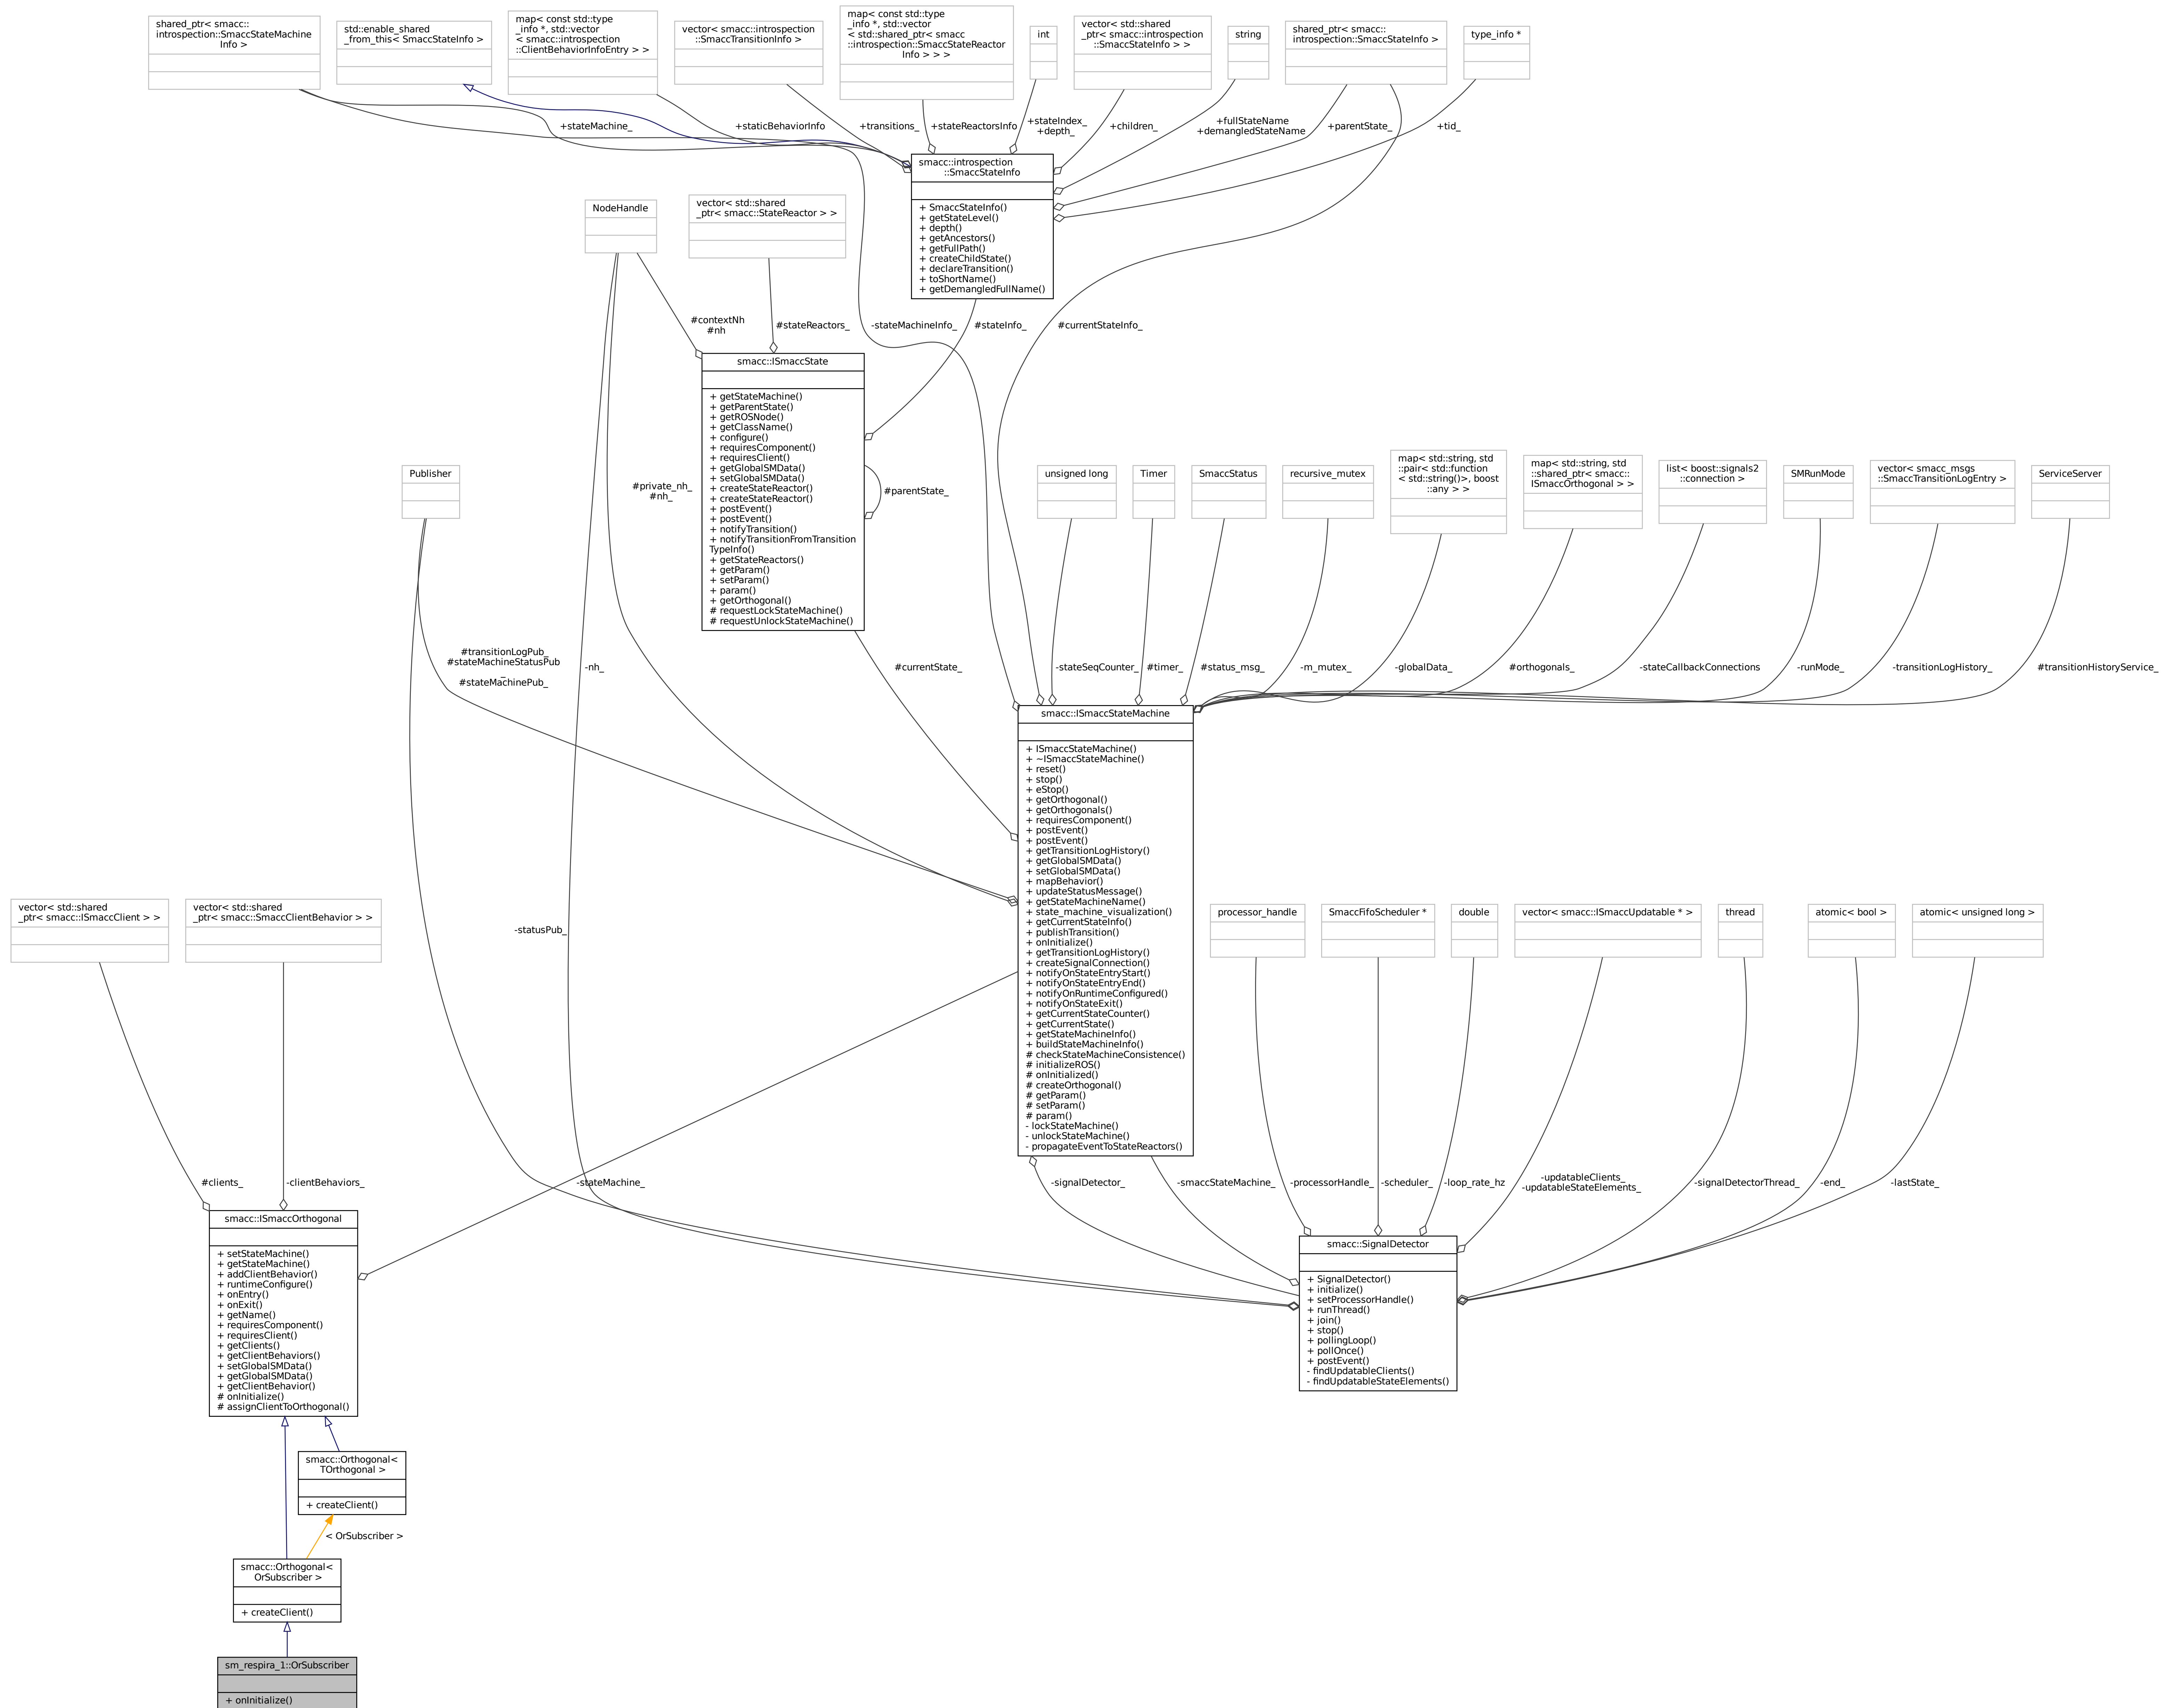 shared_ptr< smacc::
introspection::SmaccStateMachine
Info >
std::enable_shared
_from_this< SmaccStateInfo >
map< const std::type
_info *, std::vector
< smacc::introspection
::ClientBehaviorInfoEntry > >
vector< smacc::introspection
::SmaccTransitionInfo >
map< const std::type
_info *, std::vector
< std::shared_ptr< smacc
::introspection::SmaccStateReactor
Info > > >
int
vector< std::shared
_ptr< smacc::introspection
::SmaccStateInfo > >
string
shared_ptr< smacc::
introspection::SmaccStateInfo >
type_info *
+stateMachine_
+staticBehaviorInfo
+transitions_
+stateReactorsInfo
+stateIndex_
+depth_
+children_
+fullStateName
+demangledStateName
+parentState_
+tid_
smacc::introspection
::SmaccStateInfo
+ SmaccStateInfo()
+ getStateLevel()
+ depth()
+ getAncestors()
+ getFullPath()
+ createChildState()
+ declareTransition()
+ toShortName()
+ getDemangledFullName()
NodeHandle
vector< std::shared
_ptr< smacc::StateReactor > >
#contextNh
#nh
#stateReactors_
-stateMachineInfo_
#stateInfo_
#currentStateInfo_
smacc::ISmaccState
+ getStateMachine()
+ getParentState()
+ getROSNode()
+ getClassName()
+ configure()
+ requiresComponent()
+ requiresClient()
+ getGlobalSMData()
+ setGlobalSMData()
+ createStateReactor()
+ createStateReactor()
+ postEvent()
+ postEvent()
+ notifyTransition()
+ notifyTransitionFromTransition
TypeInfo()
+ getStateReactors()
+ getParam()
+ setParam()
+ param()
+ getOrthogonal()
# requestLockStateMachine()
# requestUnlockStateMachine()
#parentState_
Publisher
#private_nh_
#nh_
unsigned long
Timer
SmaccStatus
recursive_mutex
map< std::string, std
::pair< std::function
< std::string()>, boost
::any > >
map< std::string, std
::shared_ptr< smacc::
ISmaccOrthogonal > >
list< boost::signals2
::connection >
SMRunMode
vector< smacc_msgs
::SmaccTransitionLogEntry >
ServiceServer
#transitionLogPub_
#stateMachineStatusPub
_
#stateMachinePub_
-nh_
#currentState_
-stateSeqCounter_
#timer_
#status_msg_
-m_mutex_
-globalData_
#orthogonals_
-stateCallbackConnections
-runMode_
-transitionLogHistory_
#transitionHistoryService_
smacc::ISmaccStateMachine
+ ISmaccStateMachine()
+ ~ISmaccStateMachine()
+ reset()
+ stop()
+ eStop()
+ getOrthogonal()
+ getOrthogonals()
+ requiresComponent()
+ postEvent()
+ postEvent()
+ getTransitionLogHistory()
+ getGlobalSMData()
+ setGlobalSMData()
+ mapBehavior()
+ updateStatusMessage()
+ getStateMachineName()
+ state_machine_visualization()
+ getCurrentStateInfo()
+ publishTransition()
+ onInitialize()
+ getTransitionLogHistory()
+ createSignalConnection()
+ notifyOnStateEntryStart()
+ notifyOnStateEntryEnd()
+ notifyOnRuntimeConfigured()
+ notifyOnStateExit()
+ getCurrentStateCounter()
+ getCurrentState()
+ getStateMachineInfo()
+ buildStateMachineInfo()
# checkStateMachineConsistence()
# initializeROS()
# onInitialized()
# createOrthogonal()
# getParam()
# setParam()
# param()
- lockStateMachine()
- unlockStateMachine()
- propagateEventToStateReactors()
vector< std::shared
_ptr< smacc::ISmaccClient > >
vector< std::shared
_ptr< smacc::SmaccClientBehavior > >
-statusPub_
processor_handle
SmaccFifoScheduler *
double
vector< smacc::ISmaccUpdatable * >
thread
atomic< bool >
atomic< unsigned long >
#clients_
-clientBehaviors_
-stateMachine_
-signalDetector_
-smaccStateMachine_
-processorHandle_
-scheduler_
-loop_rate_hz
-updatableClients_
-updatableStateElements_
-signalDetectorThread_
-end_
-lastState_
smacc::ISmaccOrthogonal
+ setStateMachine()
+ getStateMachine()
+ addClientBehavior()
+ runtimeConfigure()
+ onEntry()
+ onExit()
+ getName()
+ requiresComponent()
+ requiresClient()
+ getClients()
+ getClientBehaviors()
+ setGlobalSMData()
+ getGlobalSMData()
+ getClientBehavior()
# onInitialize()
# assignClientToOrthogonal()
smacc::SignalDetector
+ SignalDetector()
+ initialize()
+ setProcessorHandle()
+ runThread()
+ join()
+ stop()
+ pollingLoop()
+ pollOnce()
+ postEvent()
- findUpdatableClients()
- findUpdatableStateElements()
smacc::Orthogonal<
TOrthogonal >
+ createClient()
< OrSubscriber >
smacc::Orthogonal<
OrSubscriber >
+ createClient()
sm_respira_1::OrSubscriber
+ onInitialize()